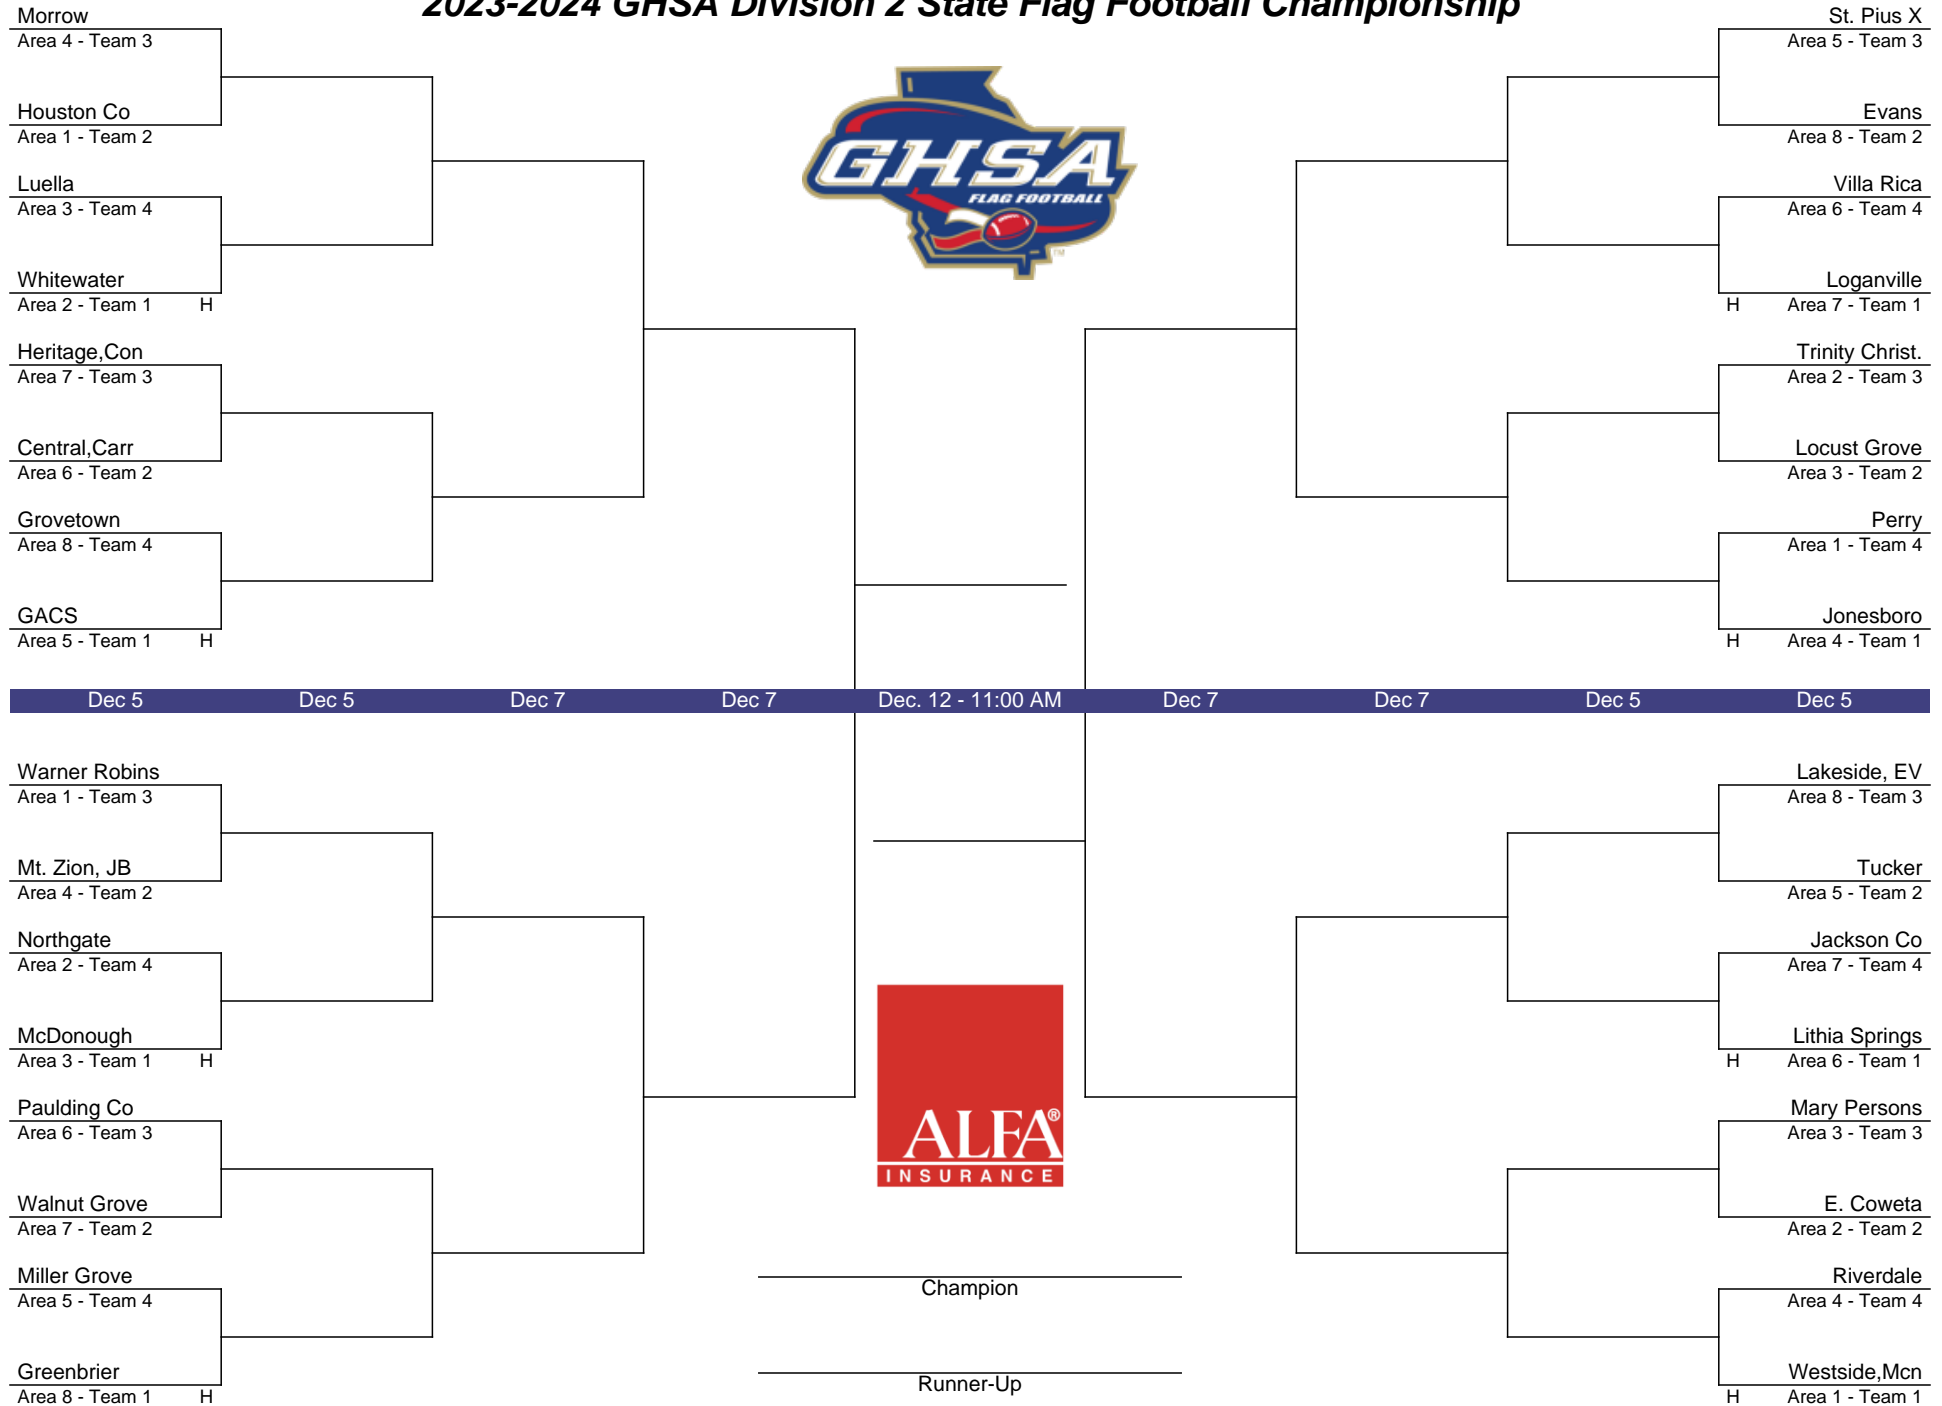 2023-2024 GHSA Division 2 State Flag Football Championship
Morrow
Area 4 - Team 3
Houston Co
Area 1 - Team 2
Luella
Area 3 - Team 4
Whitewater
Area 2 - Team 1 H
Heritage,Con
Area 7 - Team 3
Central,Carr
Area 6 - Team 2
Grovetown
Area 8 - Team 4
GACS
Area 5 - Team 1 H
GHSA
FLAG FOOTBALL
TM
St. Pius X
Area 5 - Team 3
Evans
Area 8 - Team 2
Villa Rica
Area 6 - Team 4
Loganville
H Area 7 - Team 1
Trinity Christ.
Area 2 - Team 3
Locust Grove
Area 3 - Team 2
Perry
Area 1 - Team 4
Jonesboro
H Area 4 - Team 1
Dec 5 Dec 5 Dec 7 Dec 7 Dec. 12 - 11:00 AM Dec 7 Dec 7 Dec 5 Dec 5
Warner Robins
Area 1 - Team 3
Mt. Zion, JB
Area 4 - Team 2
Northgate
Area 2 - Team 4
McDonough
Area 3 - Team 1 H
Paulding Co
Area 6 - Team 3
Walnut Grove
Area 7 - Team 2
Miller Grove
Area 5 - Team 4
Greenbrier
Area 8 - Team 1 H
ALFA®
INSURANCE
Champion
Runner-Up
Lakeside, EV
Area 8 - Team 3
Tucker
Area 5 - Team 2
Jackson Co
Area 7 - Team 4
Lithia Springs
H Area 6 - Team 1
Mary Persons
Area 3 - Team 3
E. Coweta
Area 2 - Team 2
Riverdale
Area 4 - Team 4
Westside,Mcn
H Area 1 - Team 1